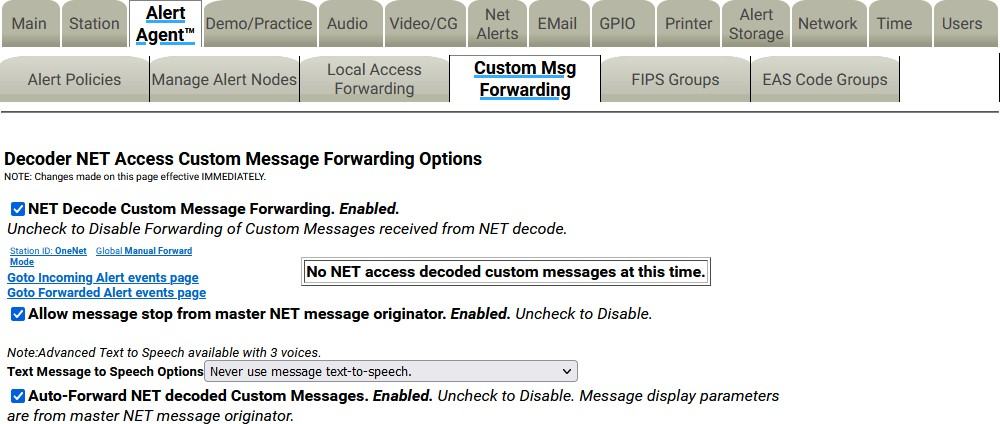 Main
Station
Alert
Agent™
Demo/Practice
Audio
Video/CG
Net
Alerts
EMail
GPIO
Printer
Alert
Storage
Network
Time
Users
Alert Policies
Manage Alert Nodes
Local Access
Forwarding
Custom Msg
Forwarding
FIPS Groups
EAS Code Groups
Decoder NET Access Custom Message Forwarding Options
NOTE: Changes made on this page effective IMMEDIATELY.
NET Decode Custom Message Forwarding. Enabled.
Uncheck to Disable Forwarding of Custom Messages received from NET decode.
Station ID: OneNet Global Manual Forward
Mode
Goto Incoming Alert events page
Goto Forwarded Alert events page
No NET access decoded custom messages at this time.
Allow message stop from master NET message originator. Enabled. Uncheck to Disable.
Note:Advanced Text to Speech available with 3 voices.
Text Message to Speech Options Never use message text-to-speech.
Auto-Forward NET decoded Custom Messages. Enabled. Uncheck to Disable. Message display parameters
are from master NET message originator.